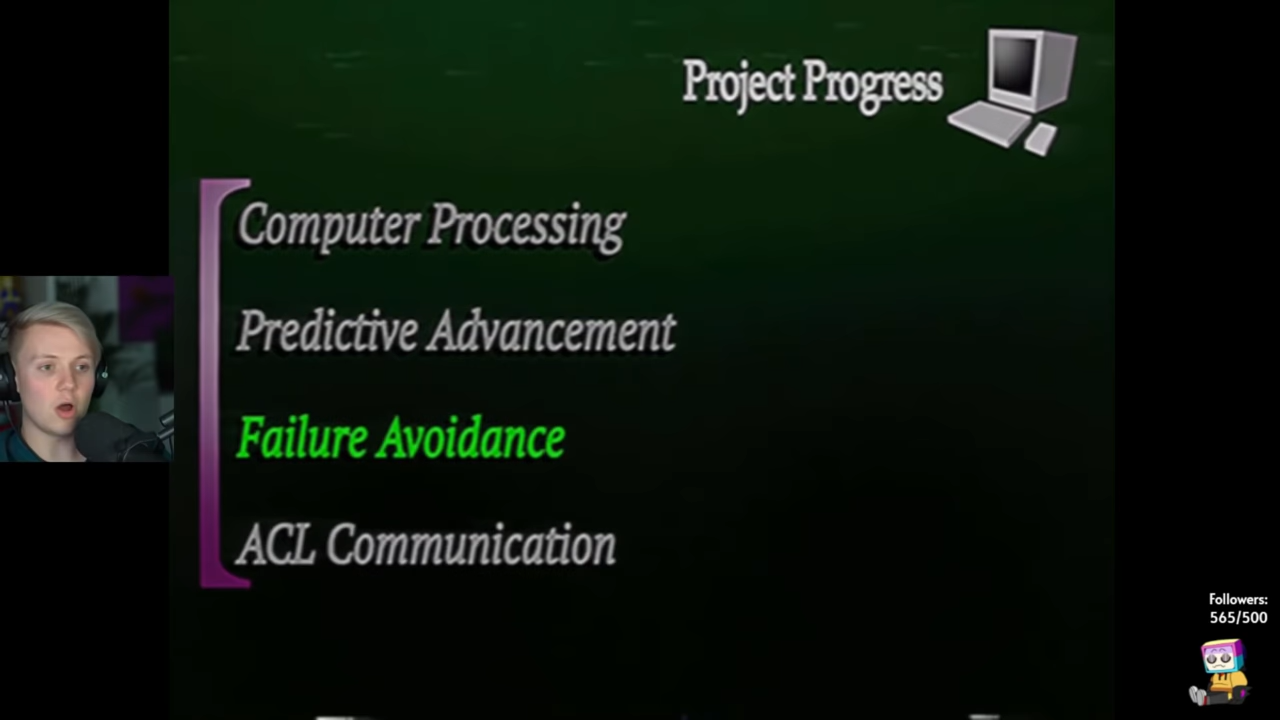 Project Progress
Computer Processing
Predictive Advancement
Failure Avoidance
ACL Communication
Followers:
565/500